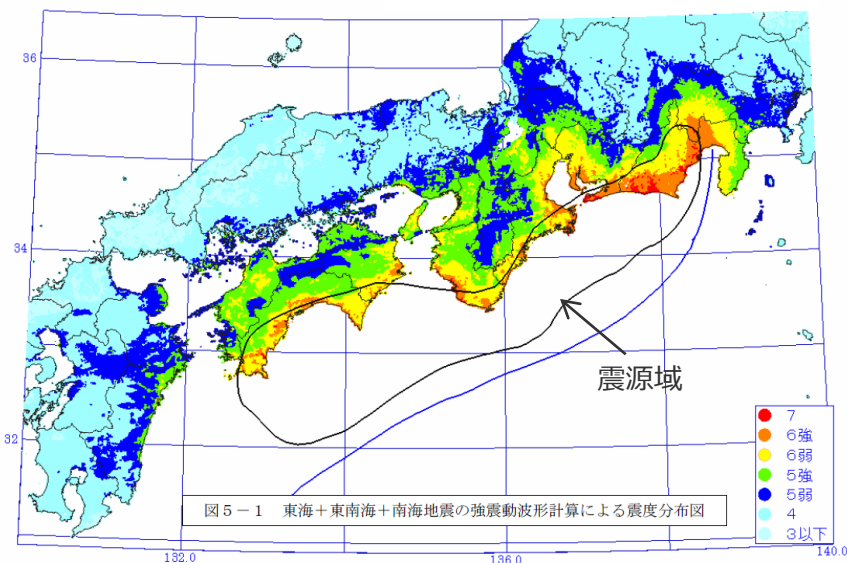 36
34
32
132.0
136.0
140.0
震源域
7
6強
6弱
5強
5弱
4
3以下
図5－1　東海＋東南海＋南海地震の強震動波形計算による震度分布図